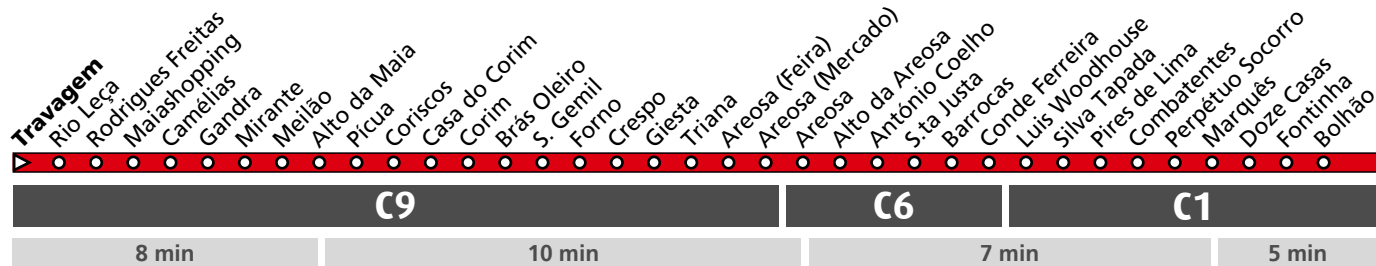 Travagem
Rio Leça
Rodrigues Freitas
Maiashopping
Camélias
Gandra
Mirante
Meilão
Alto da Maia
Pícua
Coriscos
Casa do Corim
Corim
Brás Oleiro
S. Gemil
Forno
Crespo
Giesta
Triana
Areosa (Feira)
Areosa (Mercado)
Areosa
Alto da Areosa
António Coelho
S.ta Justa
Barrocas
Conde Ferreira
Luis Woodhouse
Silva Tapada
Pires de Lima
Combatentes
Perpétuo Socorro
Marquês
Doze Casas
Fontinha
Bolhão
C9 C6 C1
8 min 10 min 7 min 5 min